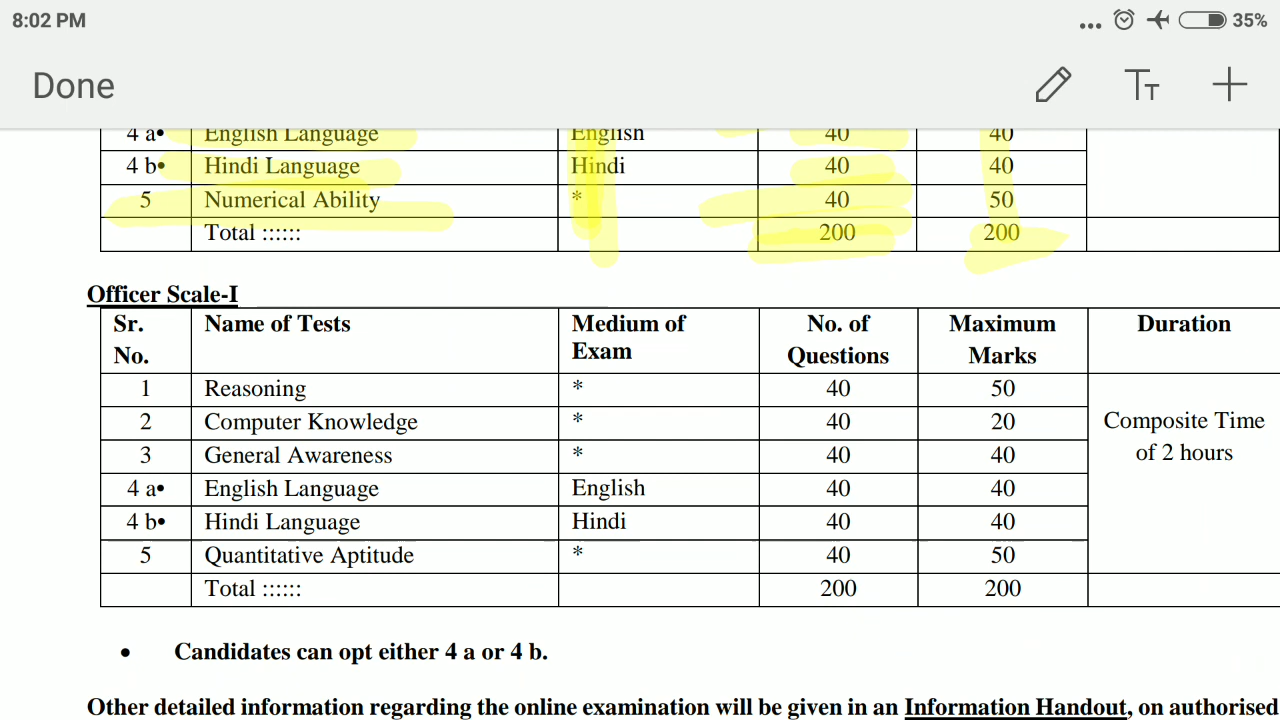 8:02 PM
35%
Done
TT
4 a• English Language English 40 40
4 b• Hindi Language Hindi 40 40
5 Numerical Ability * 40 50
Total :::::: 200 200
Officer Scale-I
Sr. No. Name of Tests Medium of Exam No. of Questions Maximum Marks Duration
1 Reasoning * 40 50
2 Computer Knowledge * 40 20
3 General Awareness * 40 40
4 a• English Language English 40 40
4 b• Hindi Language Hindi 40 40
5 Quantitative Aptitude * 40 50
Composite Time
of 2 hours
Total :::::: 200 200
• Candidates can opt either 4 a or 4 b.
Other detailed information regarding the online examination will be given in an Information Handout, on authorised